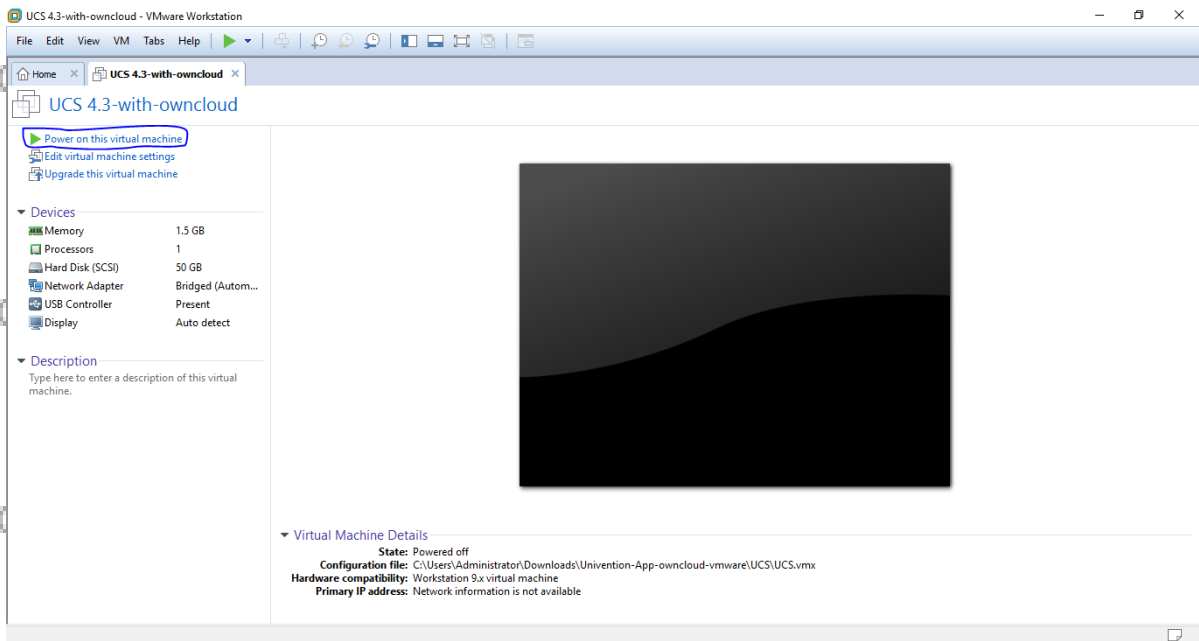 UCS 4.3-with-owncloud - VMware Workstation
File Edit View VM Tabs Help
Home UCS 4.3-with-owncloud
UCS 4.3-with-owncloud
Power on this virtual machine
Edit virtual machine settings
Upgrade this virtual machine
Devices
Memory 1.5 GB
Processors 1
Hard Disk (SCSI) 50 GB
Network Adapter Bridged (Autom...
USB Controller Present
Display Auto detect
Description
Type here to enter a description of this virtual
machine.
Virtual Machine Details
State: Powered off
Configuration file: C:\Users\Administrator\Downloads\Univention-App-owncloud-vmware\UCS\UCS.vmx
Hardware compatibility: Workstation 9.x virtual machine
Primary IP address: Network information is not available